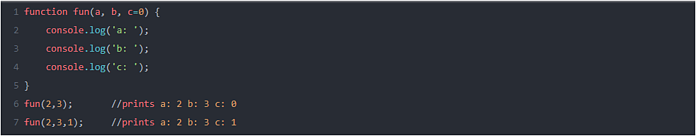 1 function fun(a, b, c=0) {
2     console.log('a: ');
3     console.log('b: ');
4     console.log('c: ');
5 }
6 fun(2,3);       //prints a: 2 b: 3 c: 0
7 fun(2,3,1);     //prints a: 2 b: 3 c: 1